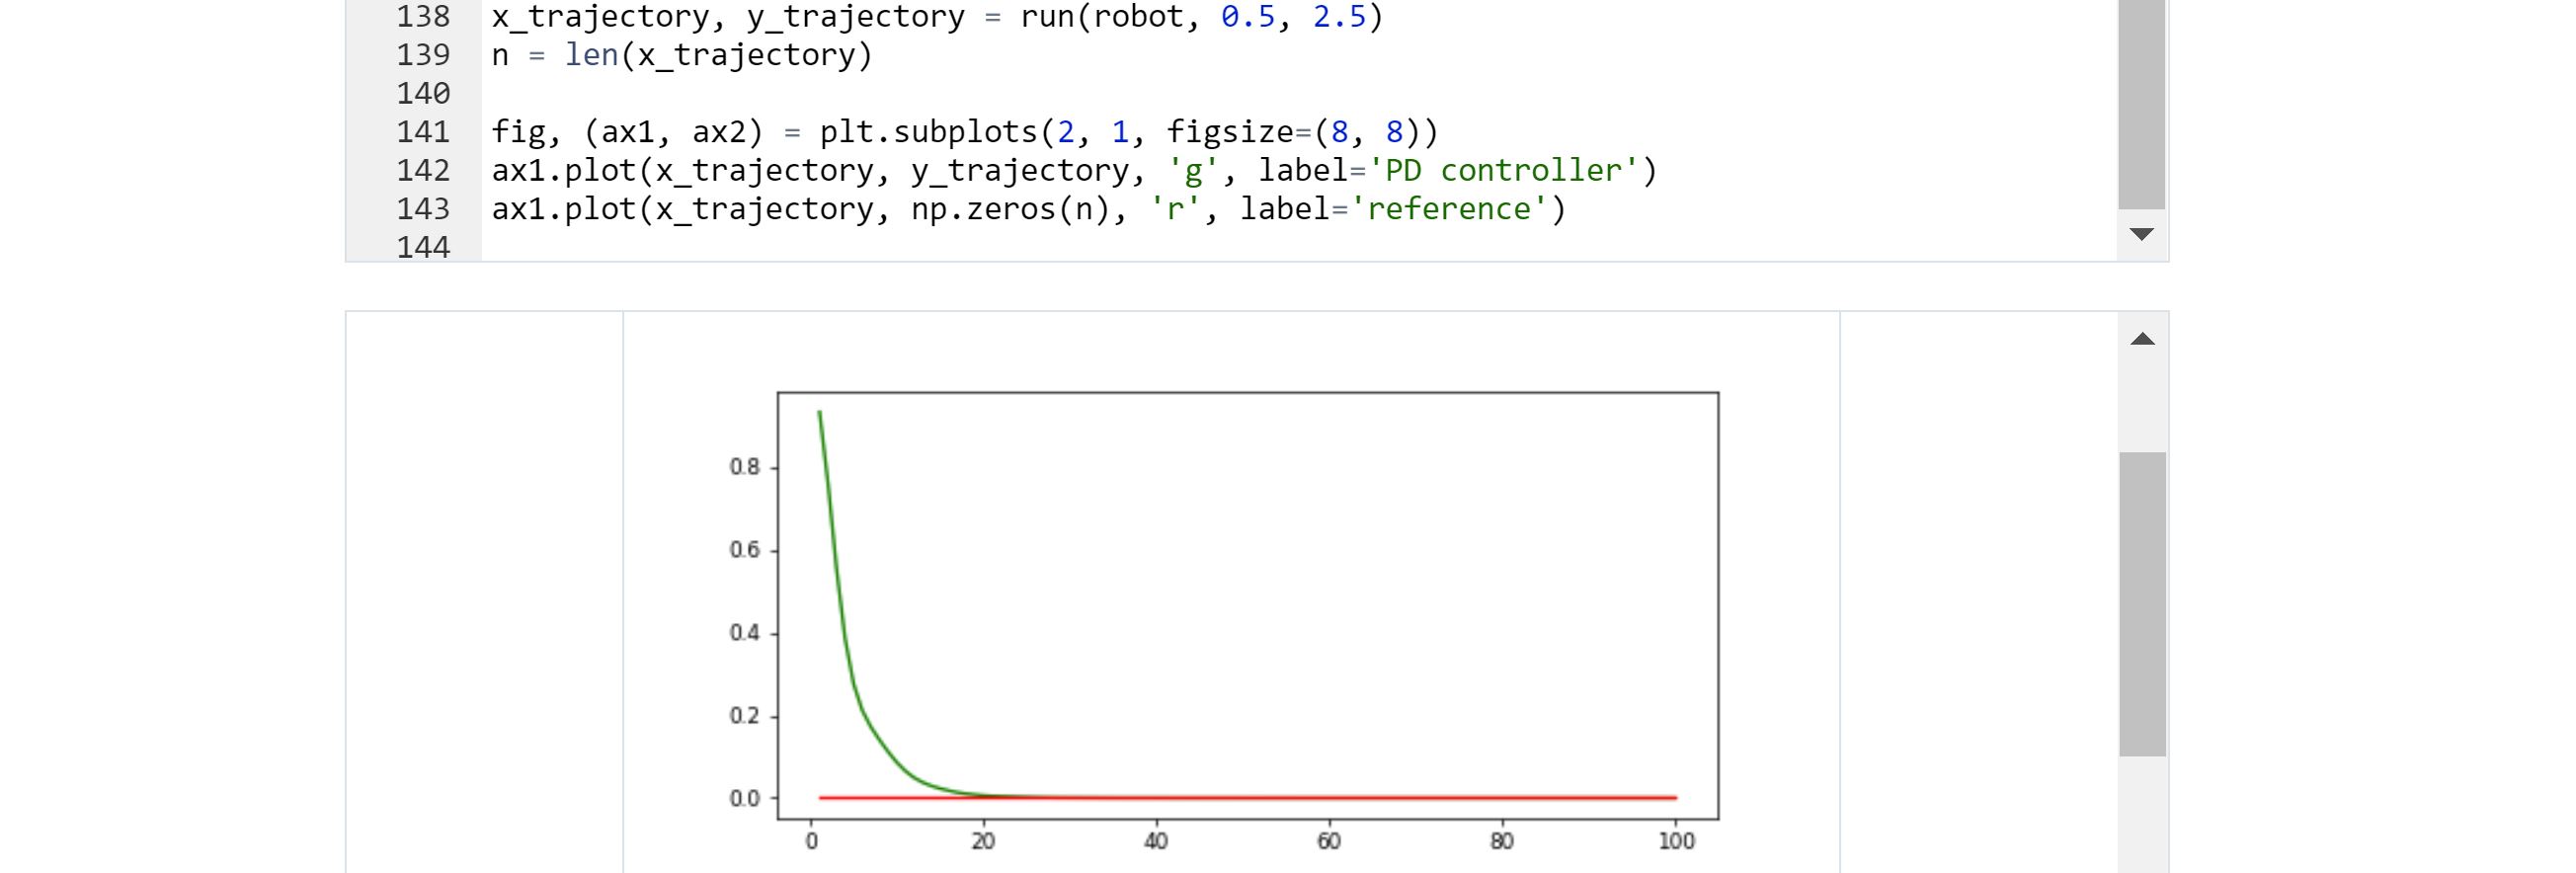 138 x_trajectory, y_trajectory = run(robot, 0.5, 2.5)
139 n = len(x_trajectory)
140
141 fig, (ax1, ax2) = plt.subplots(2, 1, figsize=(8, 8))
142 ax1.plot(x_trajectory, y_trajectory, 'g', label='PD controller')
143 ax1.plot(x_trajectory, np.zeros(n), 'r', label='reference')
144
0.8
0.6
0.4
0.2
0.0
0 20 40 60 80 100